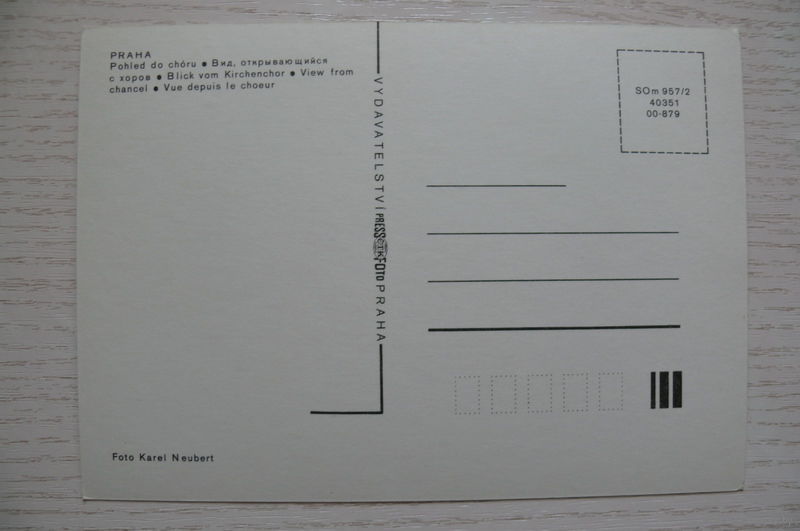 PRAHA
Pohled do chóru ● Вид, открывающийся
с хоров ● Blick vom Kirchenchor ● View from
chancel ● Vue depuis le choeur
VYDAVATELSTVÍ PRESSFOTO PRAHA
ČTK
SOm 957/2
40351
00-879
Foto Karel Neubert